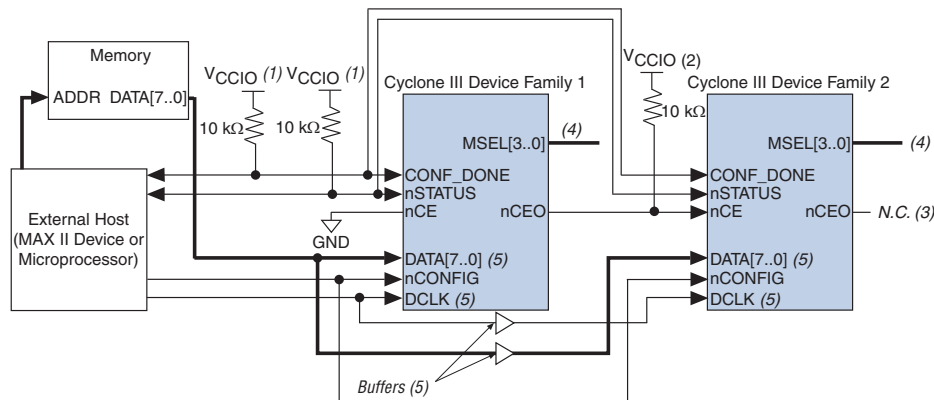 Memory
ADDR DATA[7..0]
VCCIO (1)
VCCIO (1)
10 kΩ
10 kΩ
Cyclone III Device Family 1
MSEL[3..0]
(4)
CONF_DONE
nSTATUS
nCE
nCEO
GND
DATA[7..0] (5)
nCONFIG
DCLK (5)
External Host
(MAX II Device or
Microprocessor)
VCCIO (2)
10 kΩ
Cyclone III Device Family 2
MSEL[3..0]
(4)
CONF_DONE
nSTATUS
nCE
nCEO
N.C. (3)
DATA[7..0] (5)
nCONFIG
DCLK (5)
Buffers (5)